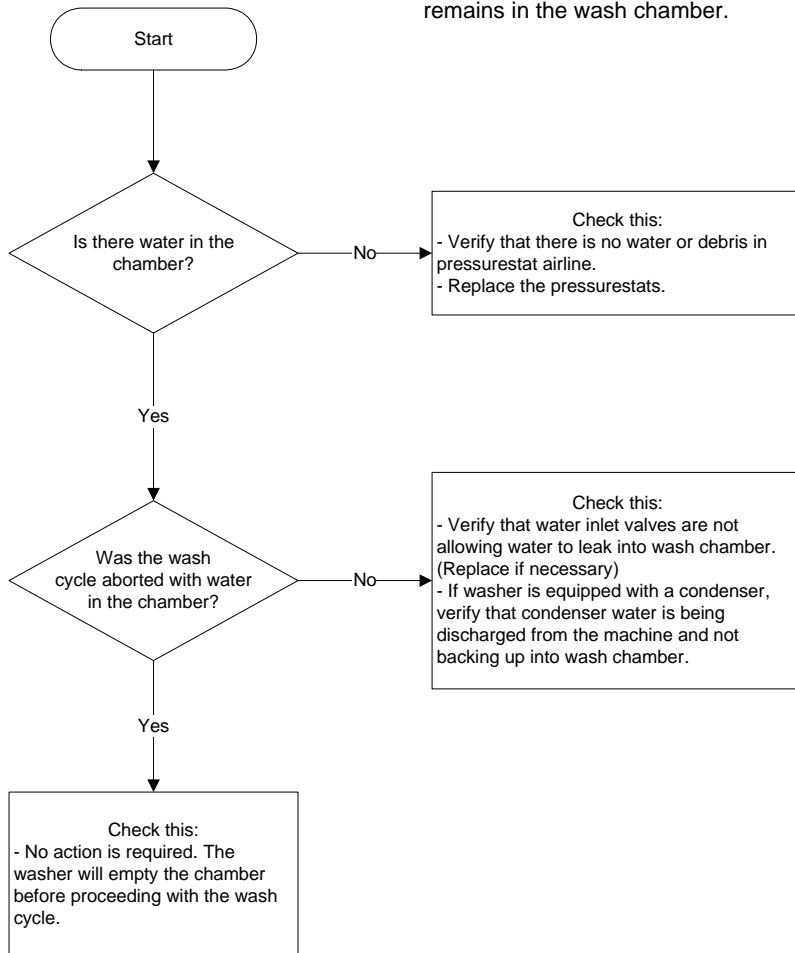 remains in the wash chamber.
Start
Is there water in the
chamber?
No
Check this:
- Verify that there is no water or debris in
pressurestat airline.
- Replace the pressurestats.
Yes
Was the wash
cycle aborted with water
in the chamber?
No
Check this:
- Verify that water inlet valves are not
allowing water to leak into wash chamber.
(Replace if necessary)
- If washer is equipped with a condenser,
verify that condenser water is being
discharged from the machine and not
backing up into wash chamber.
Yes
Check this:
- No action is required. The
washer will empty the chamber
before proceeding with the wash
cycle.